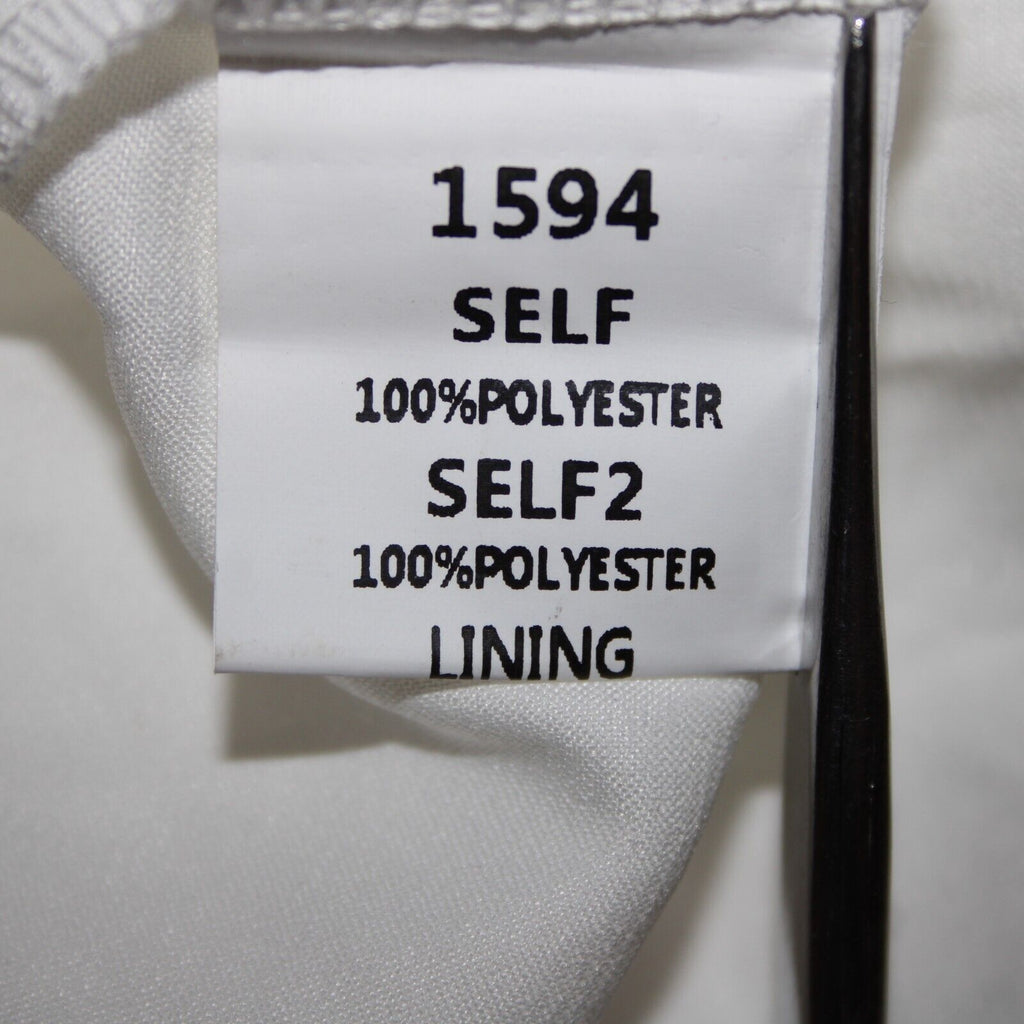 1594
SELF
100%POLYESTER
SELF2
100%POLYESTER
LINING